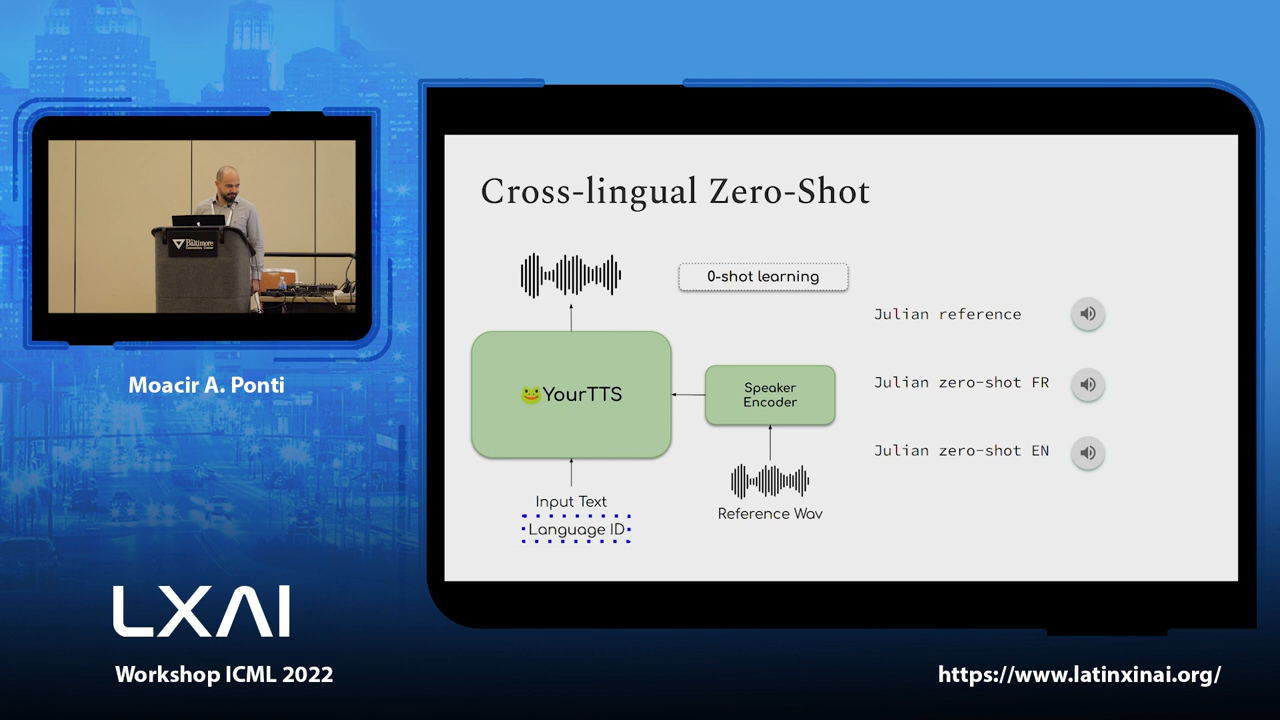 Cross-lingual Zero-Shot
0-shot learning
YourTTS
Speaker
Encoder
Input Text
Language ID
Reference Wav
Julian reference
Julian zero-shot FR
Julian zero-shot EN
Baltimore
Moacir A. Ponti
LXAI
Workshop ICML 2022
https://www.latinxinai.org/